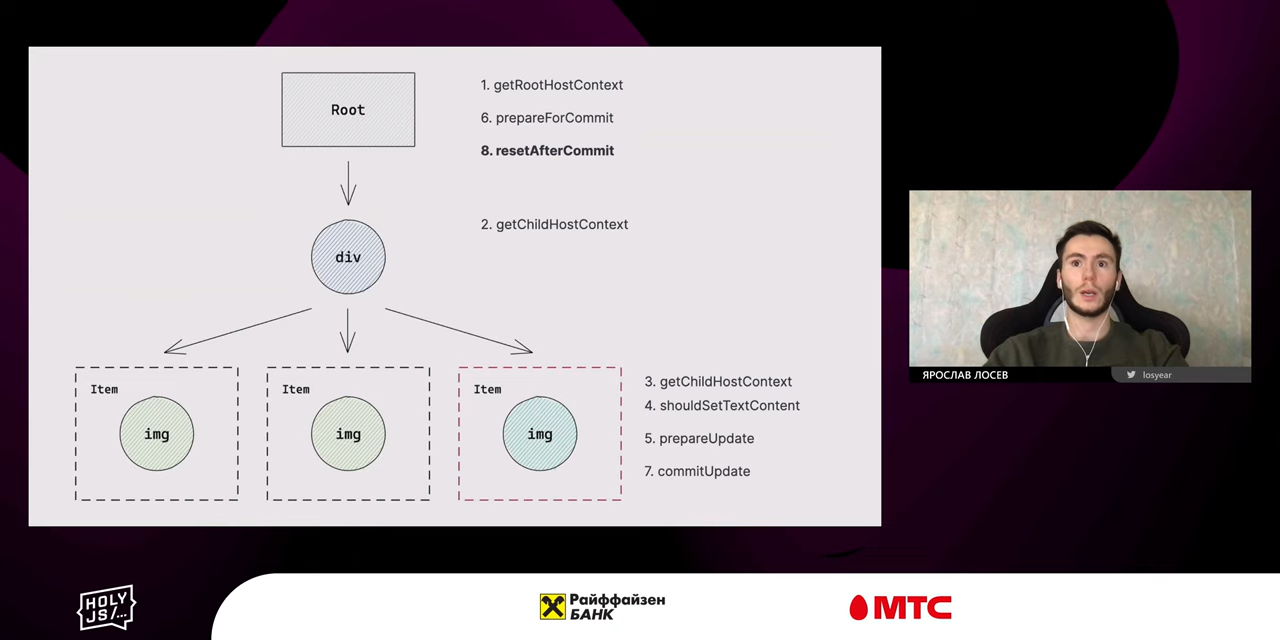 Root
1. getRootHostContext
6. prepareForCommit
8. resetAfterCommit
div
2. getChildHostContext
Item
img
Item
img
Item
img
3. getChildHostContext
4. shouldSetTextContent
5. prepareUpdate
7. commitUpdate
ЯРОСЛАВ ЛОСЕВ
losyear
HOLY
JS/...
Райффайзен
БАНК
МТС